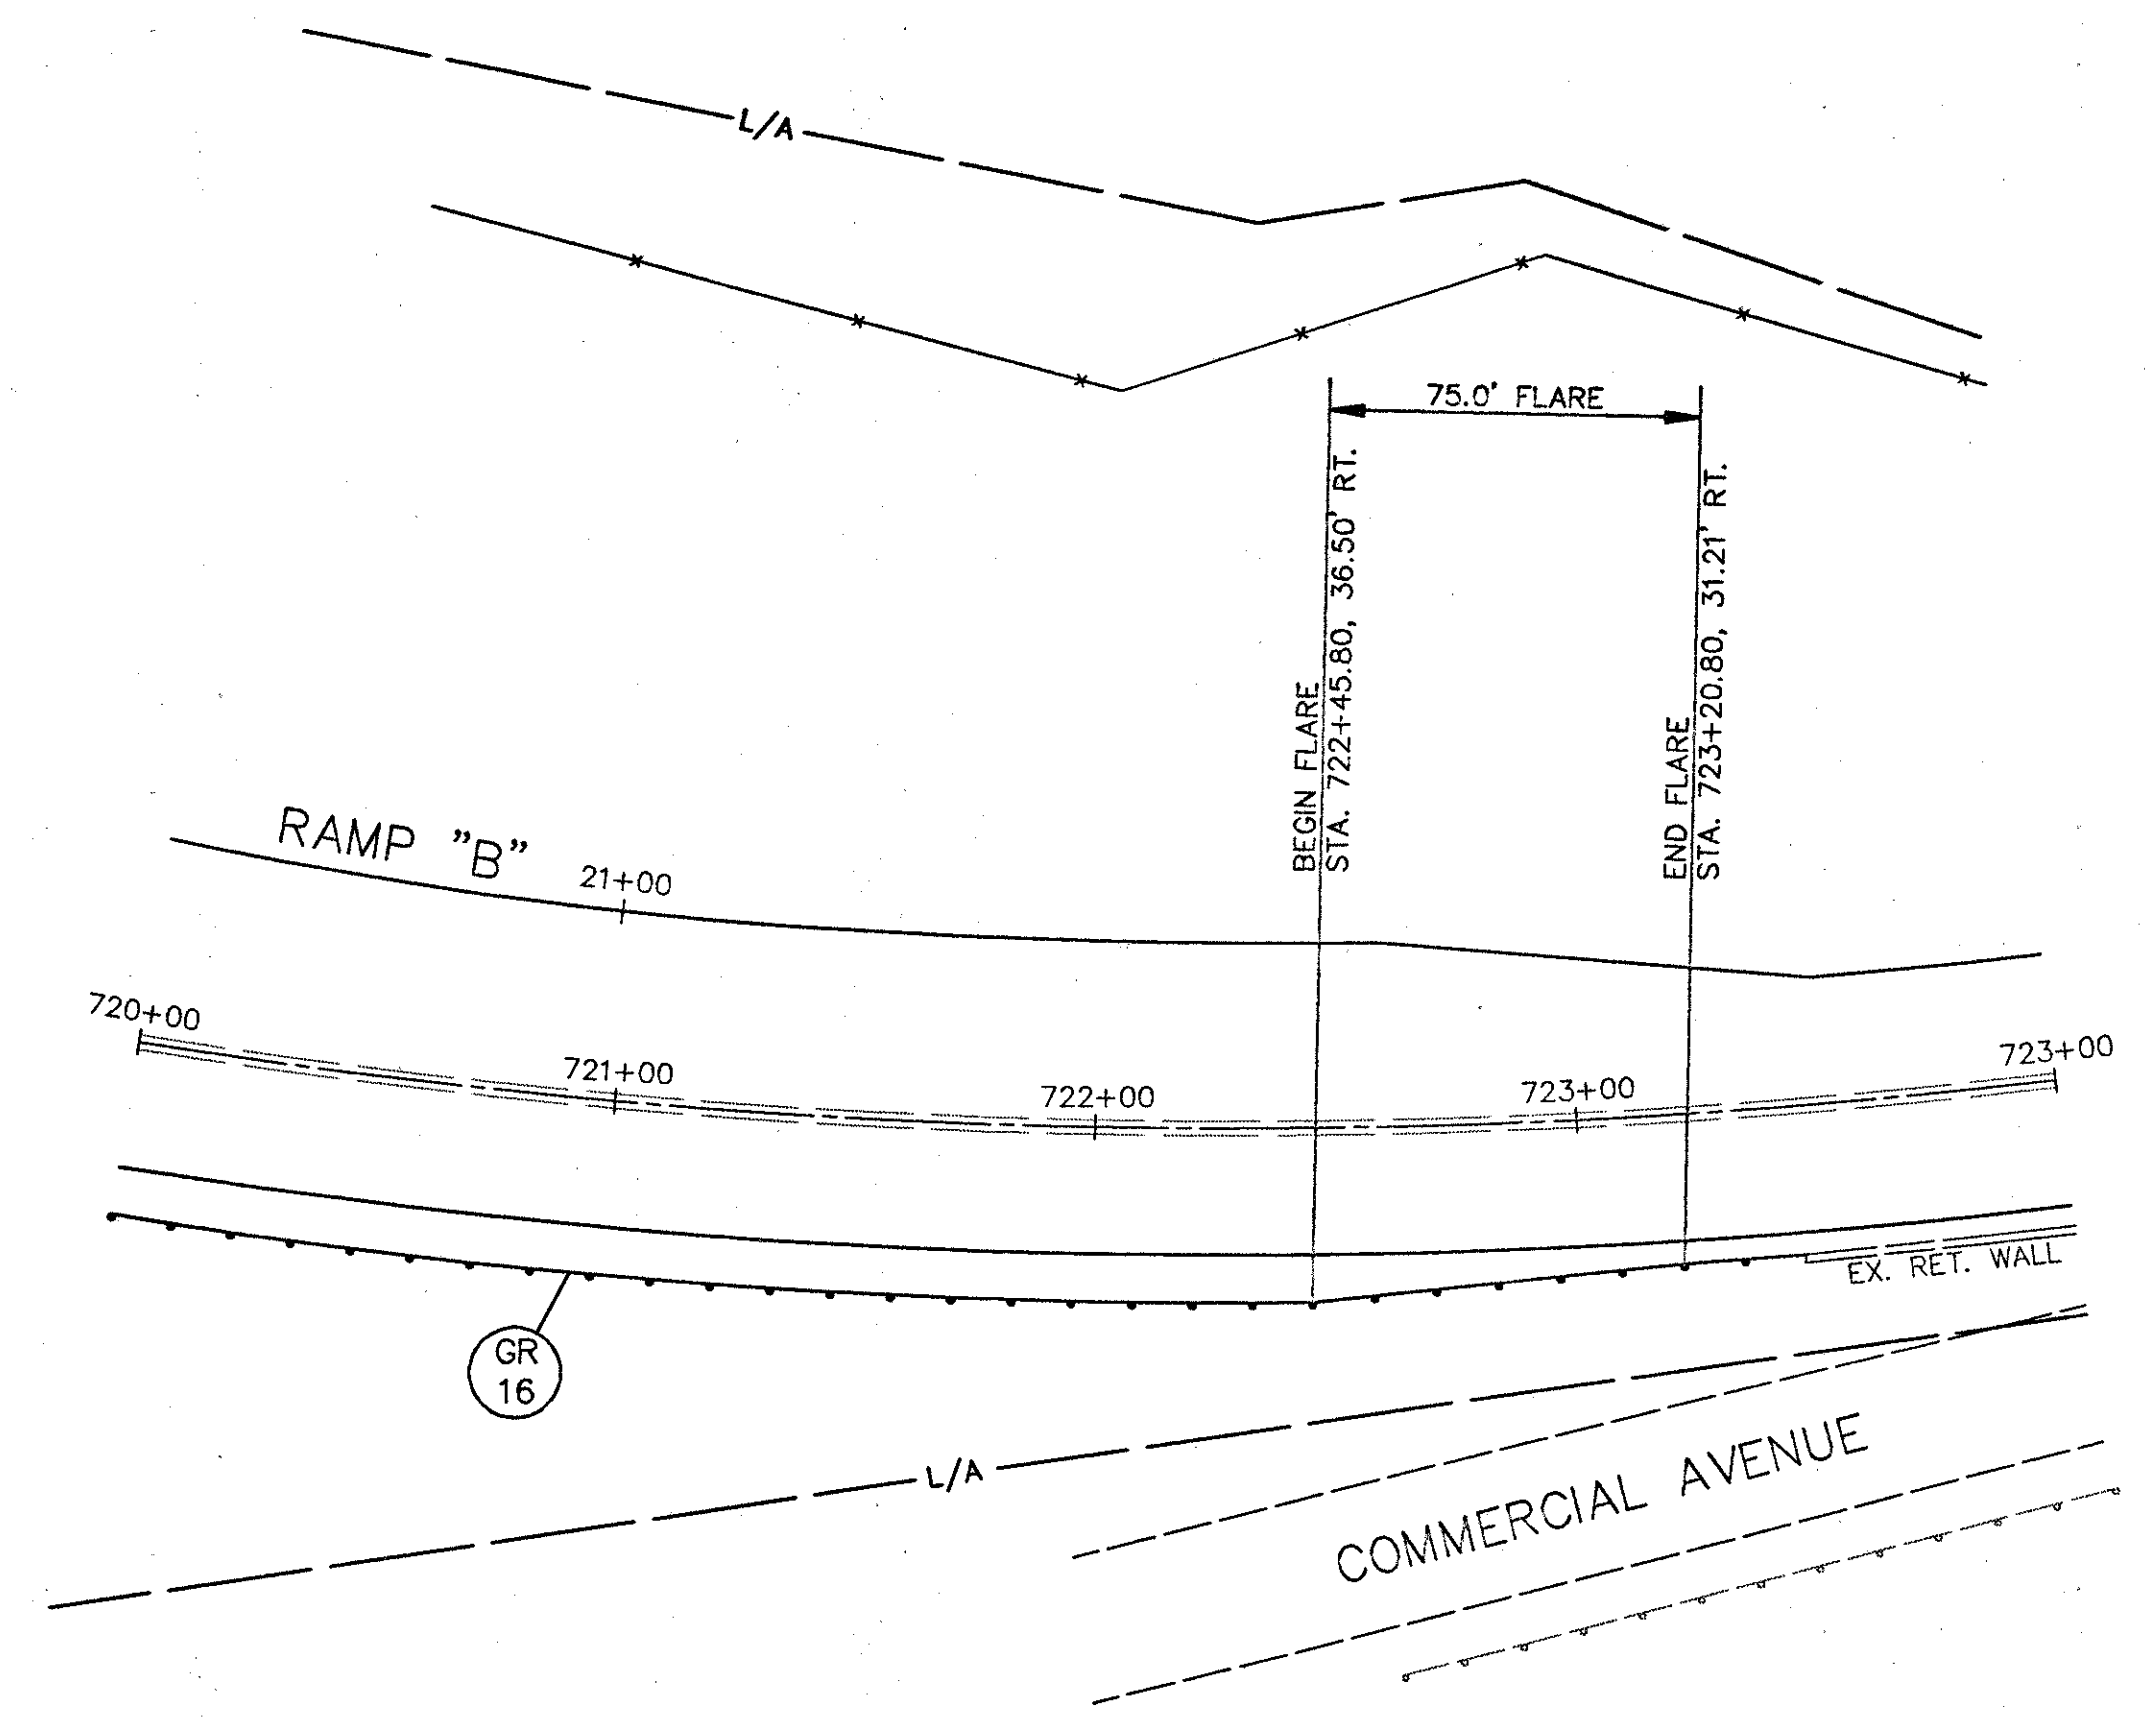 L/A
75.0' FLARE
BEGIN FLARE
STA. 722+45.80, 36.50' RT.
END FLARE
STA. 723+20.80, 31.21' RT.
RAMP "B"
21+00
720+00
721+00
722+00
723+00
723+00
EX. RET. WALL
GR
16
L/A
COMMERCIAL AVENUE